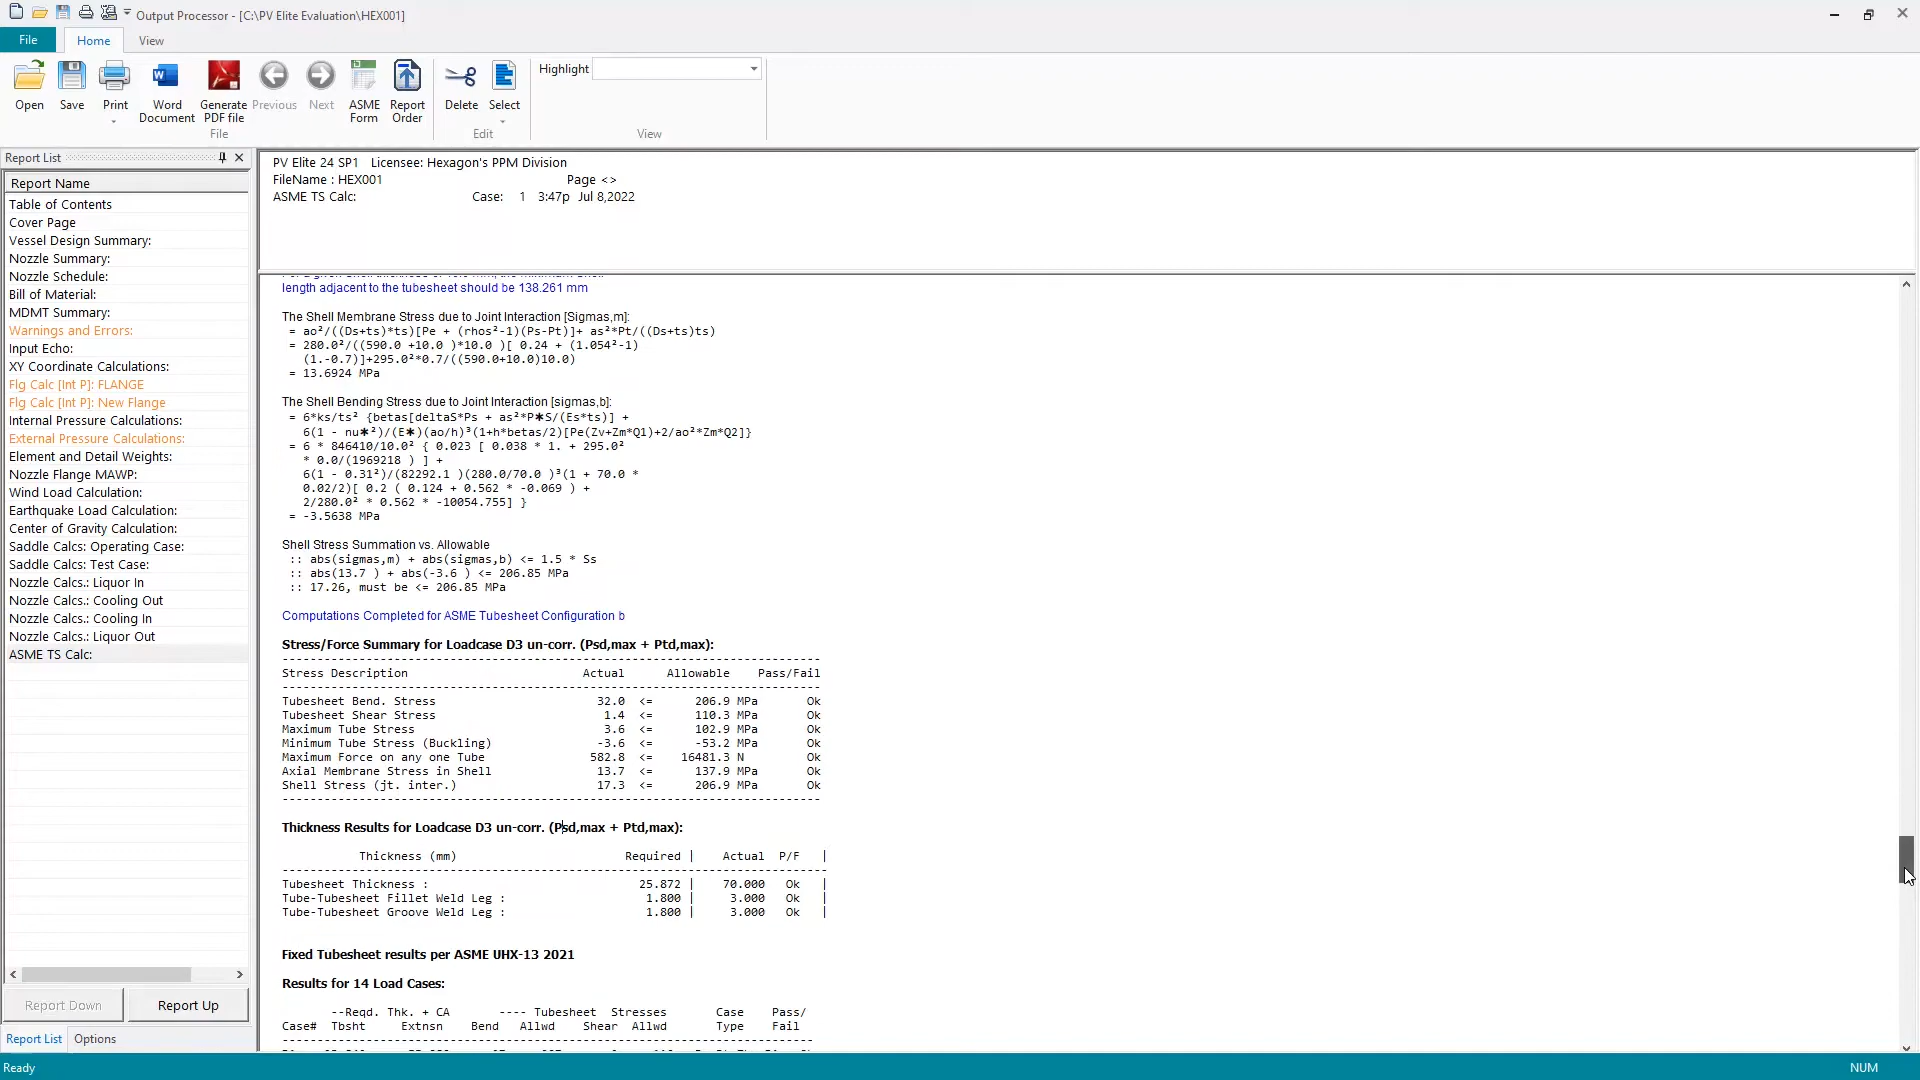 Output Processor - [C:\PV Elite Evaluation\HEX001]
File
Home
View
Open
Save
Print
Word Document
Generate PDF file
Previous
Next
ASME Form
Report Order
Delete
Select
Highlight
File
Edit
View
Report List
Report Name
Table of Contents
Cover Page
Vessel Design Summary:
Nozzle Summary:
Nozzle Schedule:
Bill of Material:
MDMT Summary:
Warnings and Errors:
Input Echo:
XY Coordinate Calculations:
Flg Calc [Int P]: FLANGE
Flg Calc [Int P]: New Flange
Internal Pressure Calculations:
External Pressure Calculations:
Element and Detail Weights:
Nozzle Flange MAWP:
Wind Load Calculation:
Earthquake Load Calculation:
Center of Gravity Calculation:
Saddle Calcs: Operating Case:
Saddle Calcs: Test Case:
Nozzle Calcs.: Liquor In
Nozzle Calcs.: Cooling Out
Nozzle Calcs.: Cooling In
Nozzle Calcs.: Liquor Out
ASME TS Calc:
Report Down
Report Up
Report List
Options
PV Elite 24 SP1 Licensee: Hexagon's PPM Division
FileName : HEX001 Page <>
ASME TS Calc: Case: 1 3:47p Jul 8,2022
length adjacent to the tubesheet should be 138.261 mm
The Shell Membrane Stress due to Joint Interaction [Sigmas,m]:
= ao²/((Ds+ts)*ts)[Pe + (rhos²-1)(Ps-Pt)]+ as²*Pt/((Ds+ts)ts)
= 280.0²/((590.0 +10.0 )*10.0 )[ 0.24 + (1.054²-1)
(1.-0.7)]+295.0²*0.7/((590.0+10.0)10.0)
= 13.6924 MPa
The Shell Bending Stress due to Joint Interaction [sigmas,b]:
= 6*ks/ts² {betas[deltaS*Ps + as²*P✱S/(Es*ts)] +
6(1 - nu✱²)/(E✱)(ao/h)³(1+h*betas/2)[Pe(Zv+Zm*Q1)+2/ao²*Zm*Q2]}
= 6 * 846410/10.0² { 0.023 [ 0.038 * 1. + 295.0²
* 0.0/(1969218 ) ] +
6(1 - 0.31²)/(82292.1 )(280.0/70.0 )³(1 + 70.0 *
0.02/2)[ 0.2 ( 0.124 + 0.562 * -0.069 ) +
2/280.0² * 0.562 * -10054.755] }
= -3.5638 MPa
Shell Stress Summation vs. Allowable
:: abs(sigmas,m) + abs(sigmas,b) <= 1.5 * Ss
:: abs(13.7 ) + abs(-3.6 ) <= 206.85 MPa
:: 17.26, must be <= 206.85 MPa
Computations Completed for ASME Tubesheet Configuration b
Stress/Force Summary for Loadcase D3 un-corr. (Psd,max + Ptd,max):
Stress Description Actual Allowable Pass/Fail
Tubesheet Bend. Stress 32.0 <= 206.9 MPa Ok
Tubesheet Shear Stress 1.4 <= 110.3 MPa Ok
Maximum Tube Stress 3.6 <= 102.9 MPa Ok
Minimum Tube Stress (Buckling) -3.6 <= -53.2 MPa Ok
Maximum Force on any one Tube 582.8 <= 16481.3 N Ok
Axial Membrane Stress in Shell 13.7 <= 137.9 MPa Ok
Shell Stress (jt. inter.) 17.3 <= 206.9 MPa Ok
Thickness Results for Loadcase D3 un-corr. (Psd,max + Ptd,max):
Thickness (mm) Required | Actual P/F |
Tubesheet Thickness : 25.872 | 70.000 Ok |
Tube-Tubesheet Fillet Weld Leg : 1.800 | 3.000 Ok |
Tube-Tubesheet Groove Weld Leg : 1.800 | 3.000 Ok |
Fixed Tubesheet results per ASME UHX-13 2021
Results for 14 Load Cases:
--Reqd. Thk. + CA ---- Tubesheet Stresses Case Pass/
Case# Tbsht Extnsn Bend Allwd Shear Allwd Type Fail
Ready
NUM